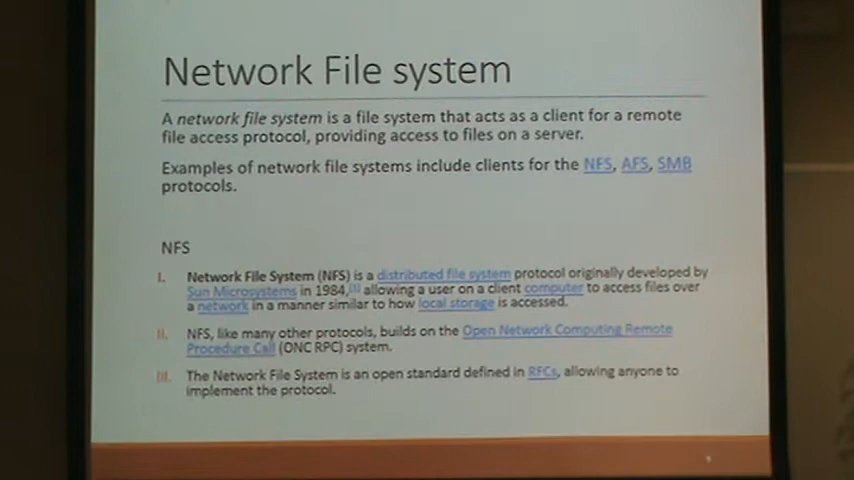 Network File system
A network file system is a file system that acts as a client for a remote
file access protocol, providing access to files on a server.
Examples of network file systems include clients for the NFS, AFS, SMB
protocols.
NFS
I. Network File System (NFS) is a distributed file system protocol originally developed by
Sun Microsystems in 1984,[1] allowing a user on a client computer to access files over
a network in a manner similar to how local storage is accessed.
II. NFS, like many other protocols, builds on the Open Network Computing Remote
Procedure Call (ONC RPC) system.
III. The Network File System is an open standard defined in RFCs, allowing anyone to
implement the protocol.